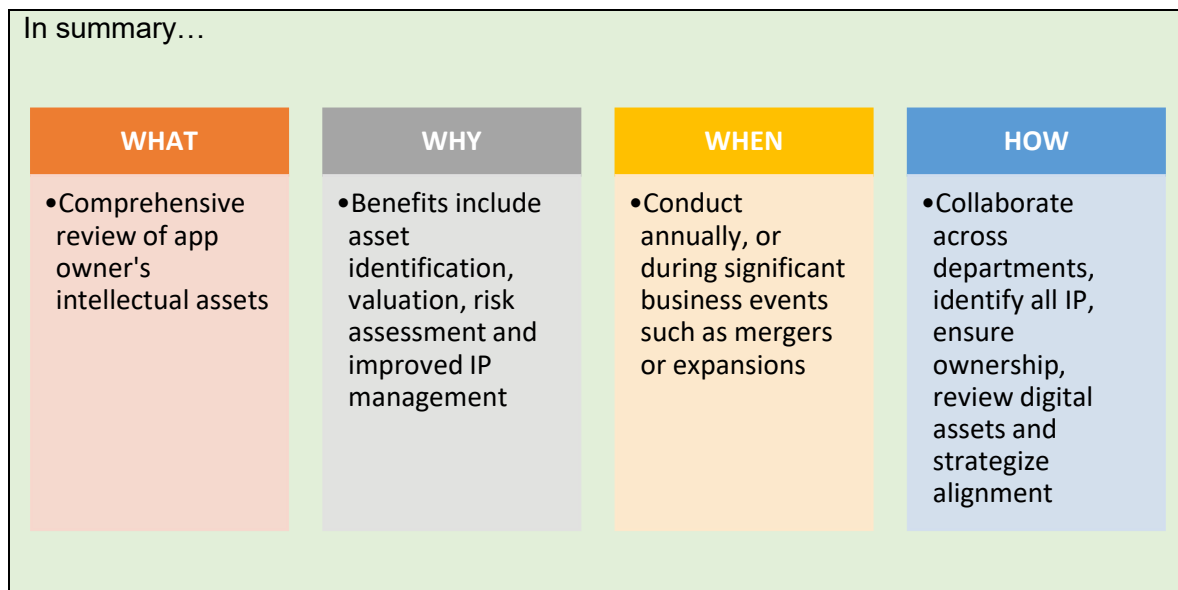 In summary…
WHAT
•Comprehensive
review of app
owner's
intellectual assets
WHY
•Benefits include
asset
identification,
valuation, risk
assessment and
improved IP
management
WHEN
•Conduct
annually, or
during significant
business events
such as mergers
or expansions
HOW
•Collaborate
across
departments,
identify all IP,
ensure
ownership,
review digital
assets and
strategize
alignment